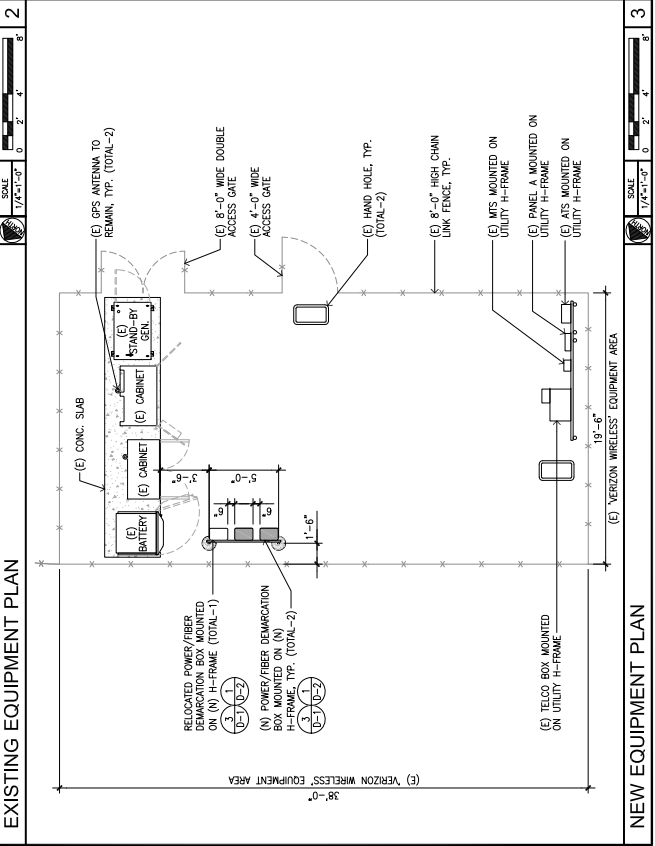 EXISTING EQUIPMENT PLAN
SCALE
1/4"=1'-0"
0 2' 4' 8'
2
(E) CONC. SLAB
(E) GPS ANTENNA TO
REMAIN, TYP. (TOTAL-2)
(E)
BATTERY
(E) CABINET
(E) CABINET
(E)
STAND-BY
GEN.
(E) 8'-0" WIDE DOUBLE
ACCESS GATE
(E) 4'-0" WIDE
ACCESS GATE
3'-6"
5'-0"
6"
6"
1'-6"
RELOCATED POWER/FIBER
DEMARCATION BOX MOUNTED
ON (N) H-FRAME (TOTAL-1)
3 1
D-1 D-2
(N) POWER/FIBER DEMARCATION
BOX MOUNTED ON (N)
H-FRAME, TYP. (TOTAL-2)
3 1
D-1 D-2
(E) HAND HOLE, TYP.
(TOTAL-2)
(E) 8'-0" HIGH CHAIN
LINK FENCE, TYP.
(E) MTS MOUNTED ON
UTILITY H-FRAME
(E) PANEL A MOUNTED ON
UTILITY H-FRAME
(E) ATS MOUNTED ON
UTILITY H-FRAME
(E) TELCO BOX MOUNTED
ON UTILITY H-FRAME
38'-0"
(E) 'VERIZON WIRELESS' EQUIPMENT AREA
19'-6"
(E) 'VERIZON WIRELESS' EQUIPMENT AREA
NEW EQUIPMENT PLAN
NORTH
SCALE
1/4"=1'-0"
0 2' 4' 8'
3